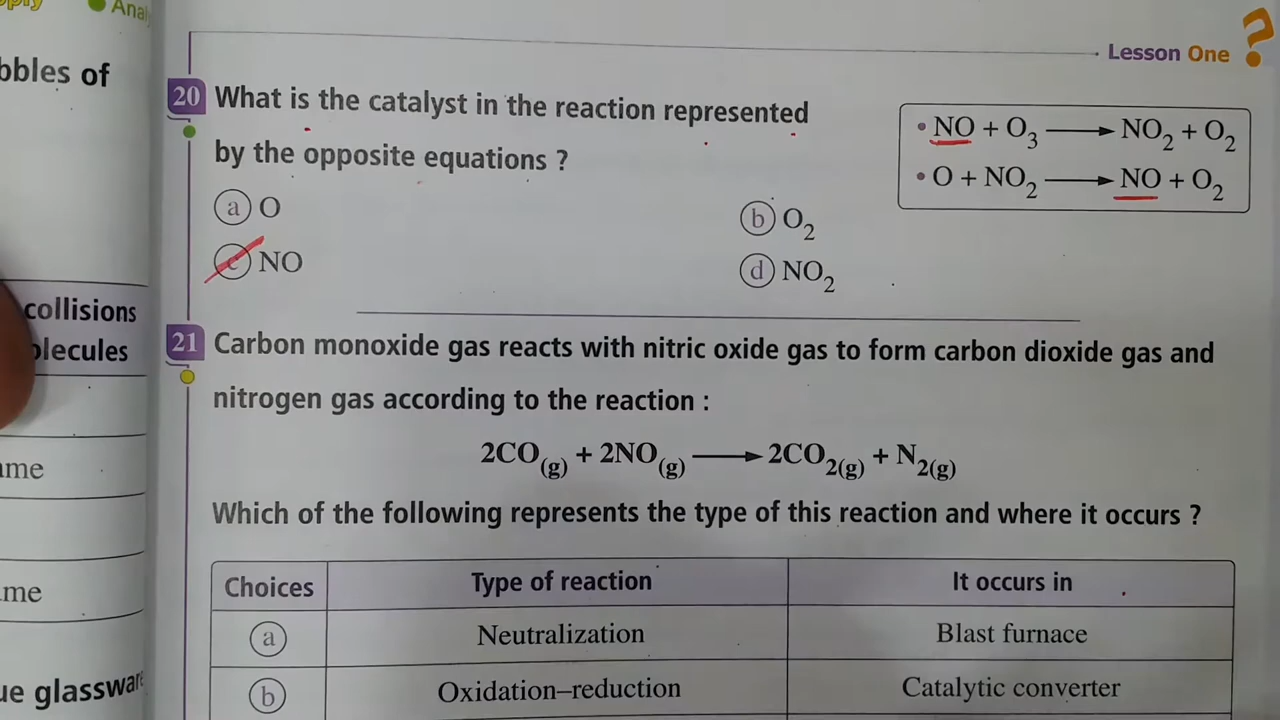 Lesson One
bbles of
collisions
ame
me
20 What is the catalyst in the reaction represented
by the opposite equations ?
• NO + O₃ ⟶ NO₂ + O₂
• O + NO₂ ⟶ NO + O₂
a O
b O₂
c NO
d NO₂
21 Carbon monoxide gas reacts with nitric oxide gas to form carbon dioxide gas and
nitrogen gas according to the reaction :
2CO(g) + 2NO(g) ⟶ 2CO₂(g) + N₂(g)
Which of the following represents the type of this reaction and where it occurs ?
Choices Type of reaction It occurs in
a Neutralization Blast furnace
b Oxidation–reduction Catalytic converter